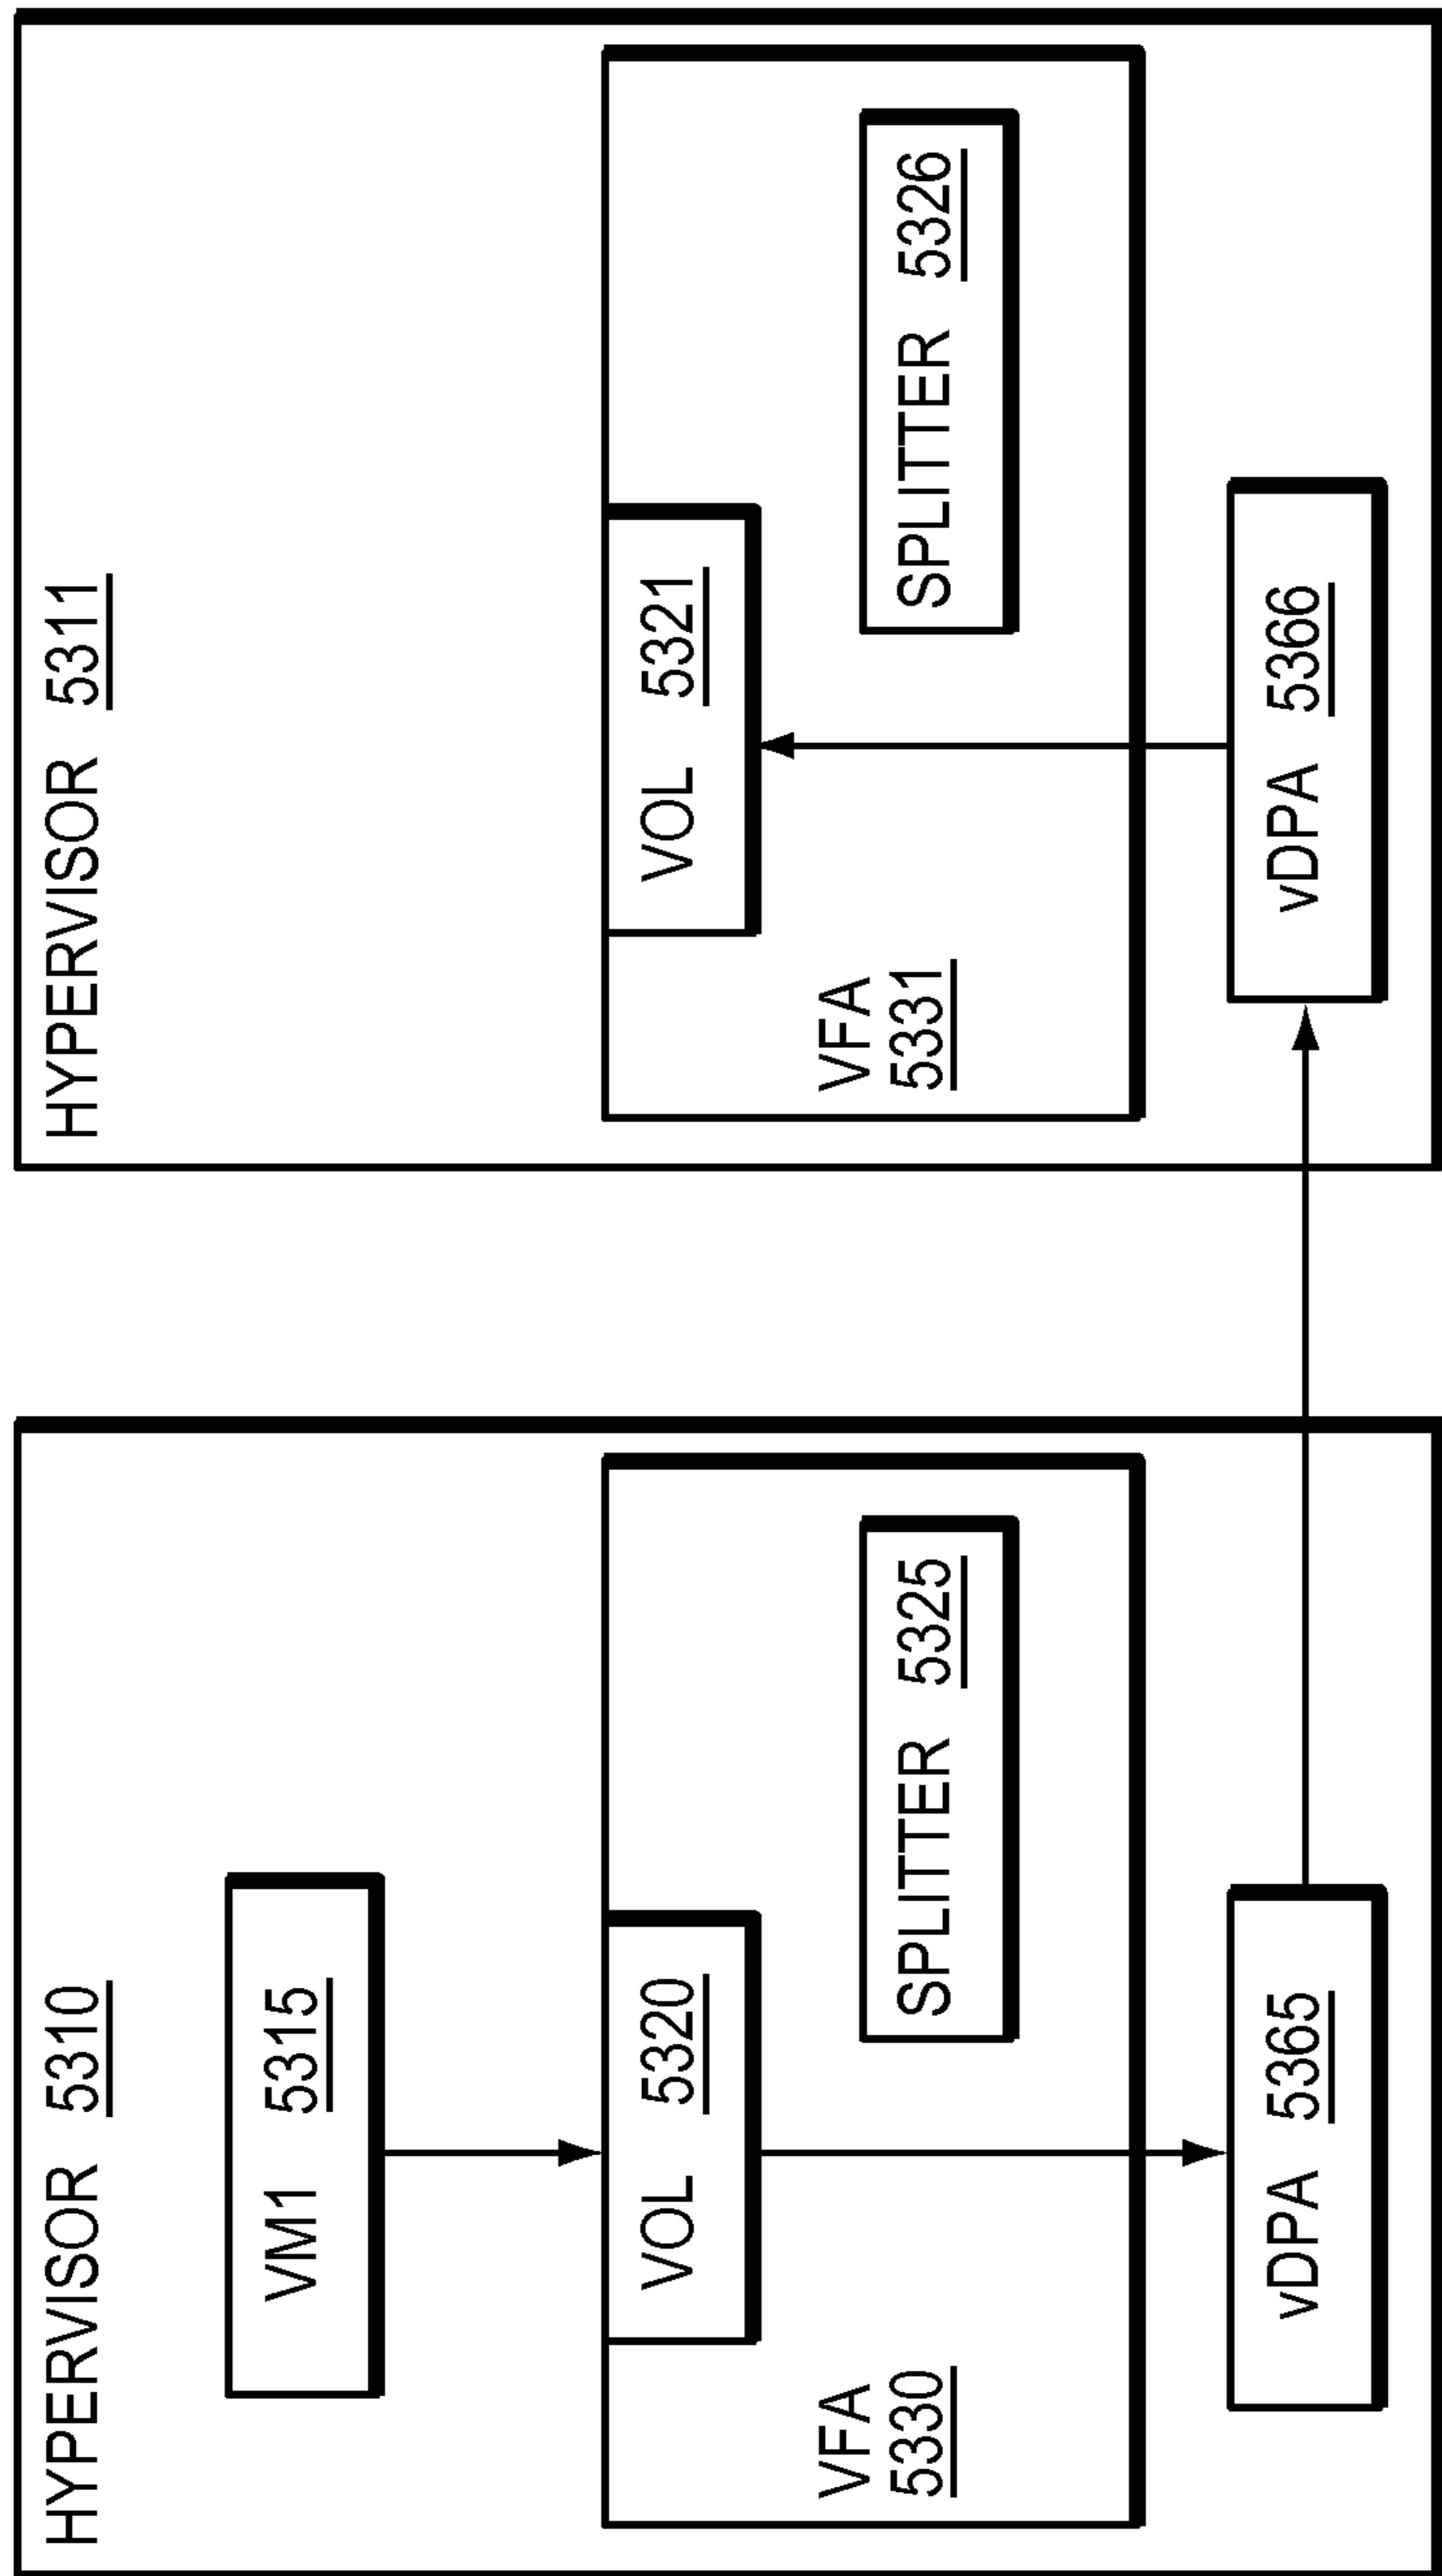 HYPERVISOR 5310
VM1 5315
VOL 5320
VFA
5330
SPLITTER 5325
vDPA 5365
HYPERVISOR 5311
VOL 5321
VFA
5331
SPLITTER 5326
vDPA 5366